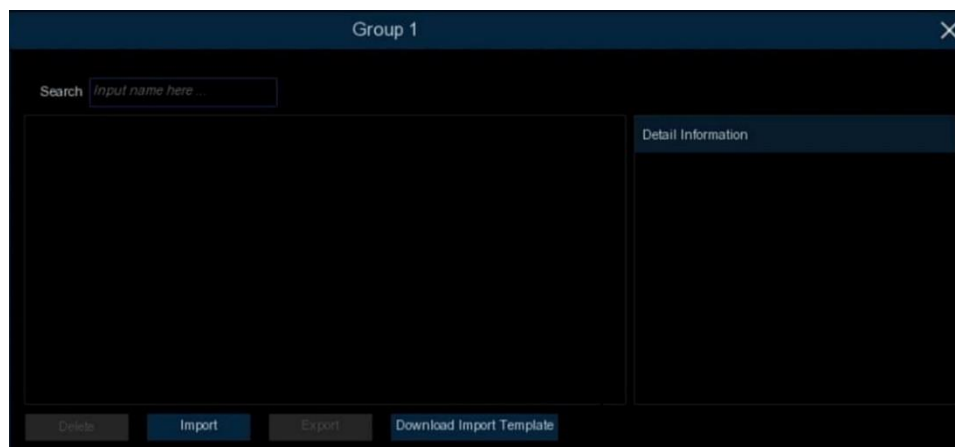 Group 1
Search Input name here ...
Detail Information
Delete Import Export Download Import Template